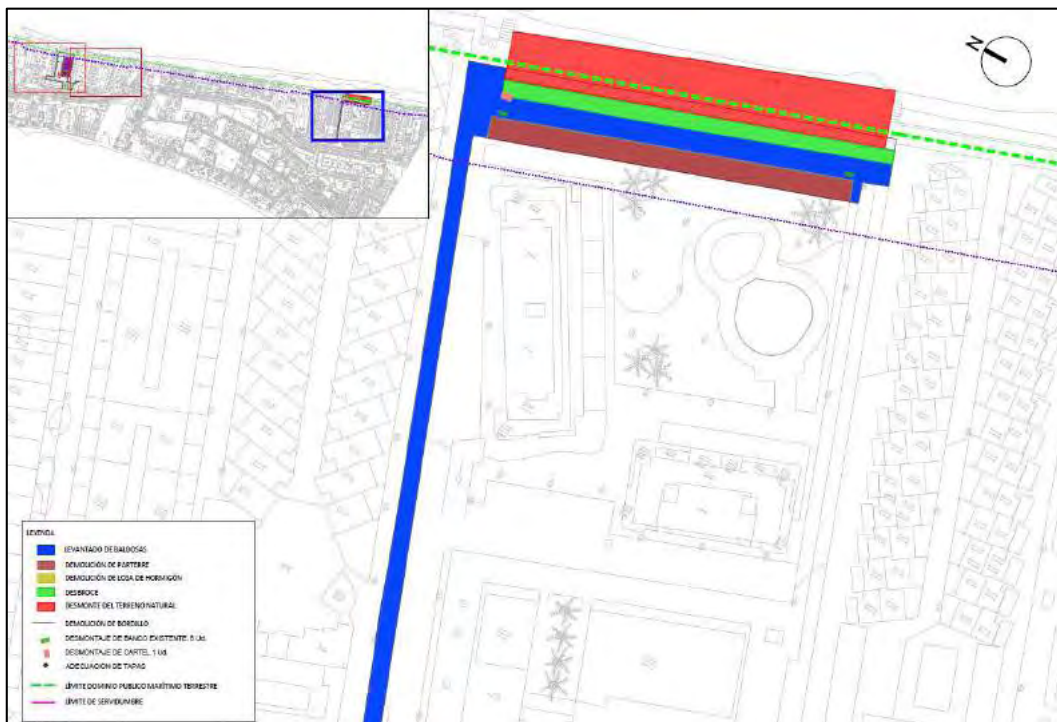 N
LEYENDA
LEVANTADO DE BALDOSAS
DEMOLICIÓN DE PARTERRE
DEMOLICIÓN DE LOSA DE HORMIGÓN
DESBROCE
DESMONTE DEL TERRENO NATURAL
DEMOLICIÓN DE BORDILLO
DESMONTAJE DE BANCO EXISTENTE. 5 Ud.
DESMONTAJE DE CARTEL. 1 Ud.
ADECUACIÓN DE TAPAS
LÍMITE DOMINIO PUBLICO MARÍTIMO TERRESTRE
LÍMITE DE SERVIDUMBRE